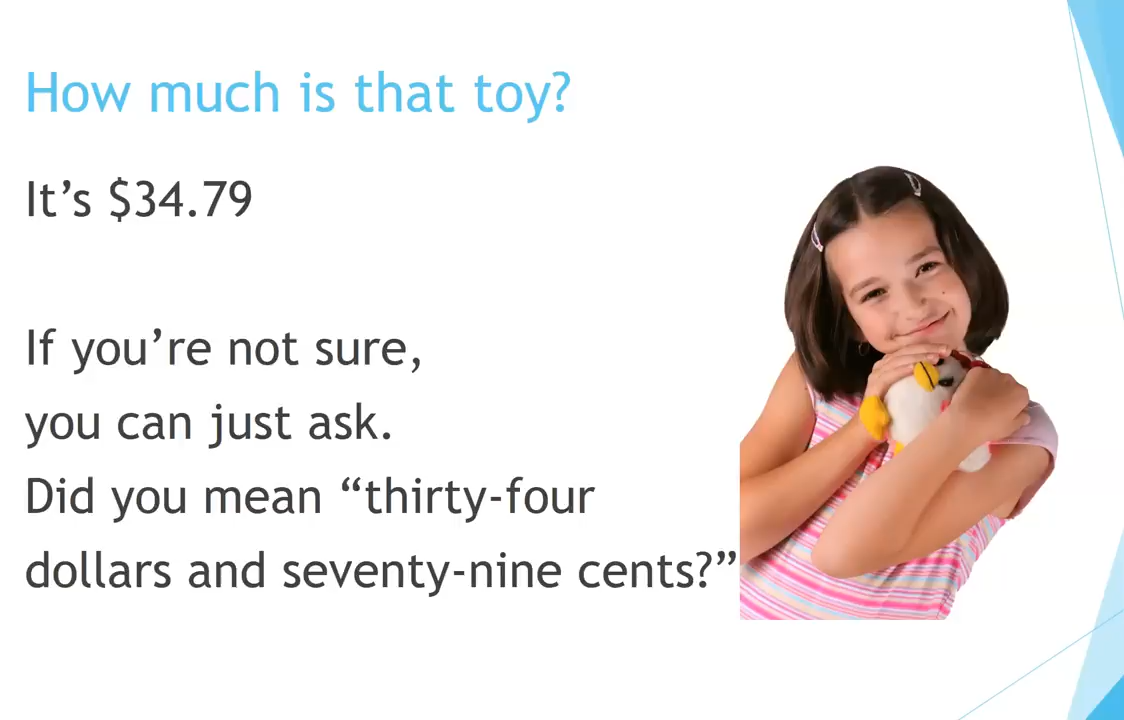 How much is that toy?
It’s $34.79
If you’re not sure,
you can just ask.
Did you mean “thirty-four
dollars and seventy-nine cents?”